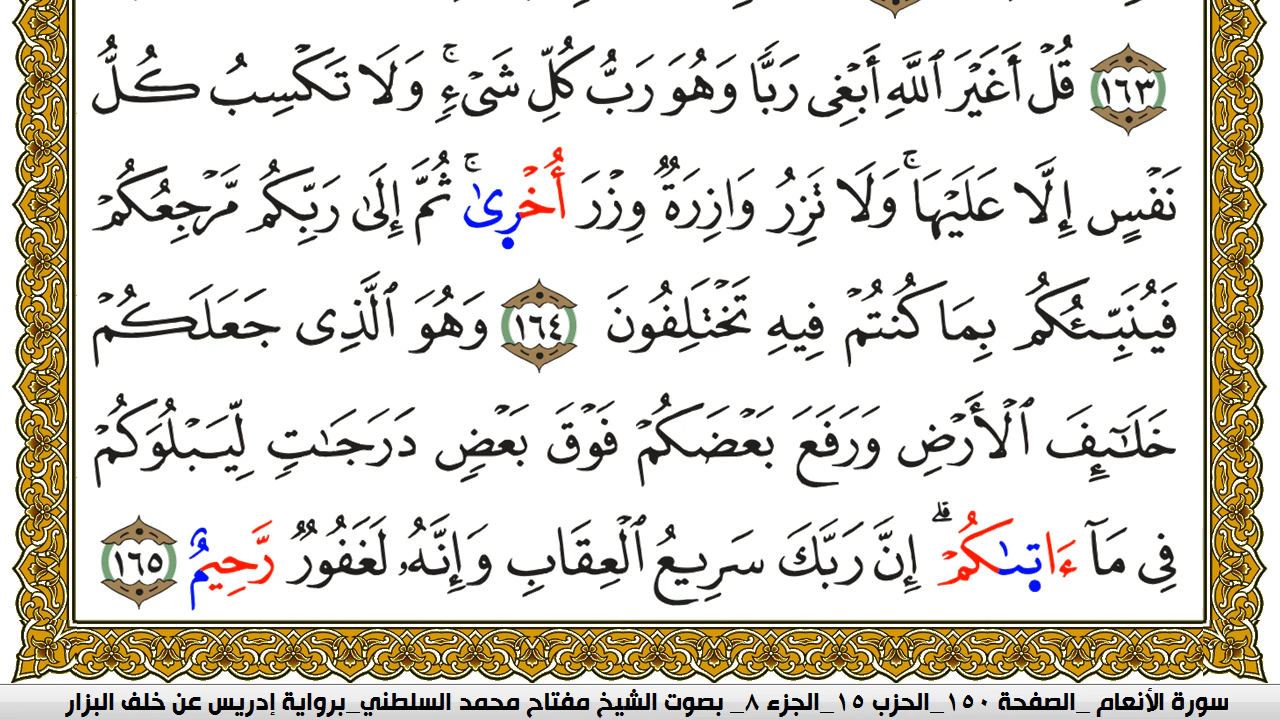 ١٦٣ قُلْ أَغَيْرَ ٱللَّهِ أَبْغِى رَبًّا وَهُوَ رَبُّ كُلِّ شَىْءٍۚ وَلَا تَكْسِبُ كُلُّ
نَفْسٍ إِلَّا عَلَيْهَاۚ وَلَا تَزِرُ وَازِرَةٌ وِزْرَ أُخْرِىٰۚ ثُمَّ إِلَىٰ رَبِّكُم مَّرْجِعُكُمْ
فَيُنَبِّئُكُم بِمَا كُنتُمْ فِيهِ تَخْتَلِفُونَ ١٦٤ وَهُوَ ٱلَّذِى جَعَلَكُمْ
خَلَـٰٓئِفَ ٱلْأَرْضِ وَرَفَعَ بَعْضَكُمْ فَوْقَ بَعْضٍ دَرَجَـٰتٍ لِّيَبْلُوَكُمْ
فِى مَآ ءَاتِىٰكُمْۗ إِنَّ رَبَّكَ سَرِيعُ ٱلْعِقَابِ وَإِنَّهُۥ لَغَفُورٌ رَّحِيمٌۢ ١٦٥
سورة الأنعام _الصفحة ١٥٠_الحزب ١٥_الجزء ٨_ بصوت الشيخ مفتاح محمد السلطني_برواية إدريس عن خلف البزار